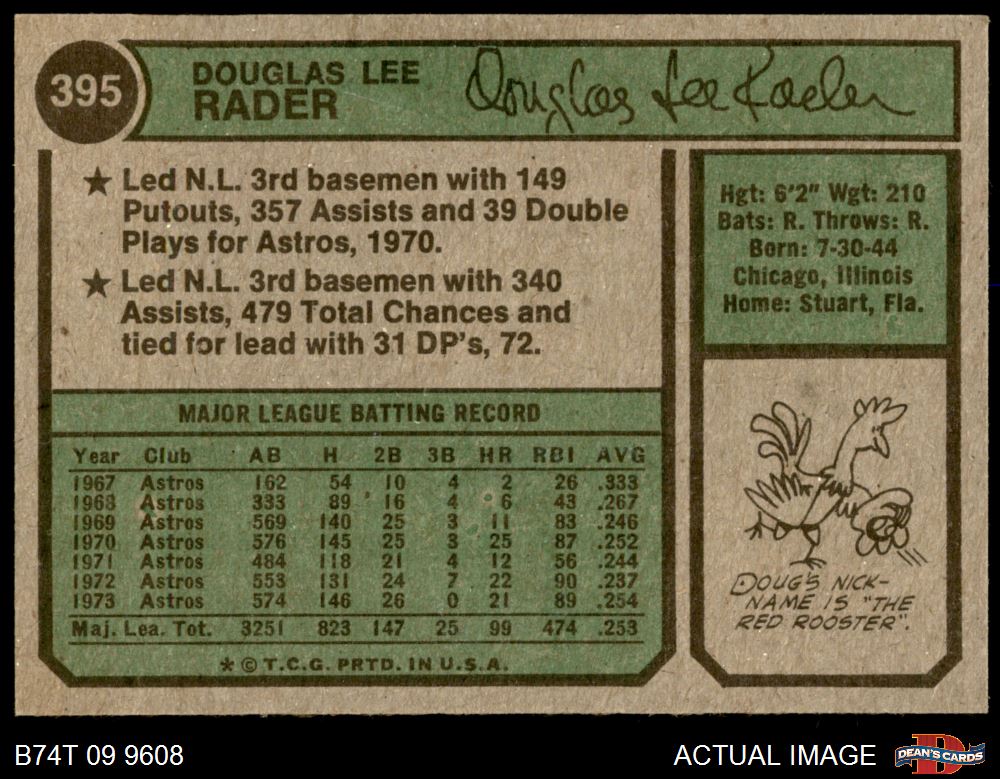 395
DOUGLAS LEE
RADER
Douglas Lee Rader
★ Led N.L. 3rd basemen with 149
Putouts, 357 Assists and 39 Double
Plays for Astros, 1970.
★ Led N.L. 3rd basemen with 340
Assists, 479 Total Chances and
tied for lead with 31 DP's, 72.
Hgt: 6'2" Wgt: 210
Bats: R. Throws: R.
Born: 7-30-44
Chicago, Illinois
Home: Stuart, Fla.
MAJOR LEAGUE BATTING RECORD
Year Club AB H 2B 3B HR RBI AVG
1967 Astros 162 54 10 4 2 26 .333
1968 Astros 333 89 16 4 6 43 .267
1969 Astros 569 140 25 3 11 83 .246
1970 Astros 576 145 25 3 25 87 .252
1971 Astros 484 118 21 4 12 56 .244
1972 Astros 553 131 24 7 22 90 .237
1973 Astros 574 146 26 0 21 89 .254
Maj. Lea. Tot. 3251 823 147 25 99 474 .253
* © T.C.G. PRTD. IN U.S.A.
DOUG'S NICK-
NAME IS "THE
RED ROOSTER".
B74T 09 9608
ACTUAL IMAGE
DEAN'S CARDS